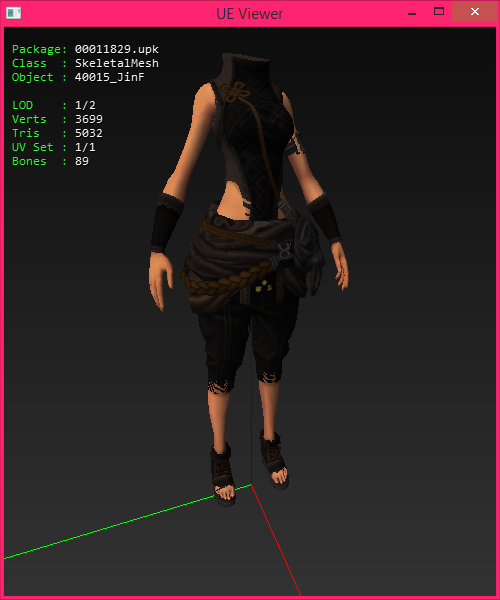 UE Viewer
Package: 00011829.upk
Class : SkeletalMesh
Object : 40015_JinF
LOD : 1/2
Verts : 3699
Tris : 5032
UV Set : 1/1
Bones : 89